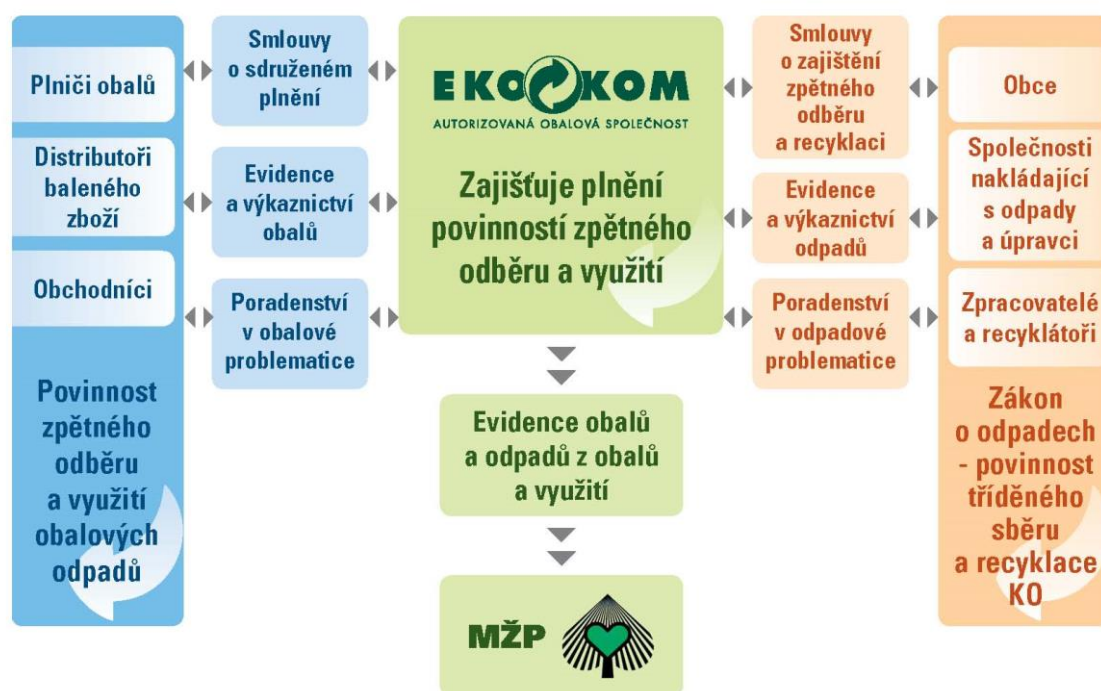 Plniči obalů
Distributoři
baleného
zboží
Obchodníci
Povinnost
zpětného
odběru
a využití
obalových
odpadů
Smlouvy
o sdruženém
plnění
Evidence
a výkaznictví
obalů
Poradenství
v obalové
problematice
EKO KOM
AUTORIZOVANÁ OBALOVÁ SPOLEČNOST
Zajišťuje plnění
povinností zpětného
odběru a využití
Evidence obalů
a odpadů z obalů
a využití
MŽP
Smlouvy
o zajištění
zpětného
odběru
a recyklaci
Evidence
a výkaznictví
odpadů
Poradenství
v odpadové
problematice
Obce
Společnosti
nakládající
s odpady
a úpravci
Zpracovatelé
a recyklátoři
Zákon
o odpadech
- povinnost
tříděného
sběru
a recyklace
KO